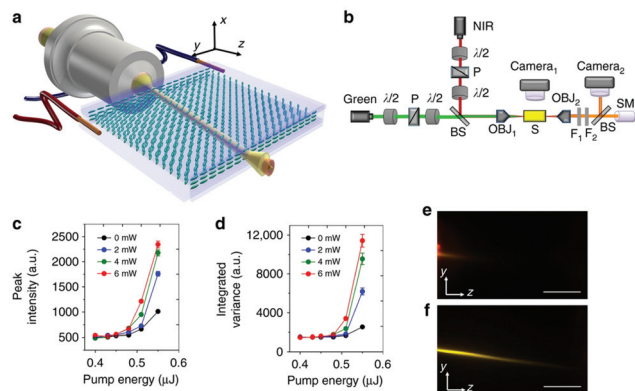 a
x
y
z
b
NIR
λ/2
P
λ/2
Camera₁
Camera₂
Green
λ/2
P
λ/2
BS
OBJ₁
S
OBJ₂
F₁ F₂
BS
SM
c
0 mW
2 mW
4 mW
6 mW
2500
2000
1500
1000
500
Peak
intensity (a.u.)
0.4 0.5 0.6
Pump energy (μJ)
d
0 mW
2 mW
4 mW
6 mW
12,000
8000
4000
0
Integrated
variance (a.u.)
0.4 0.5 0.6
Pump energy (μJ)
e
y
z
f
y
z